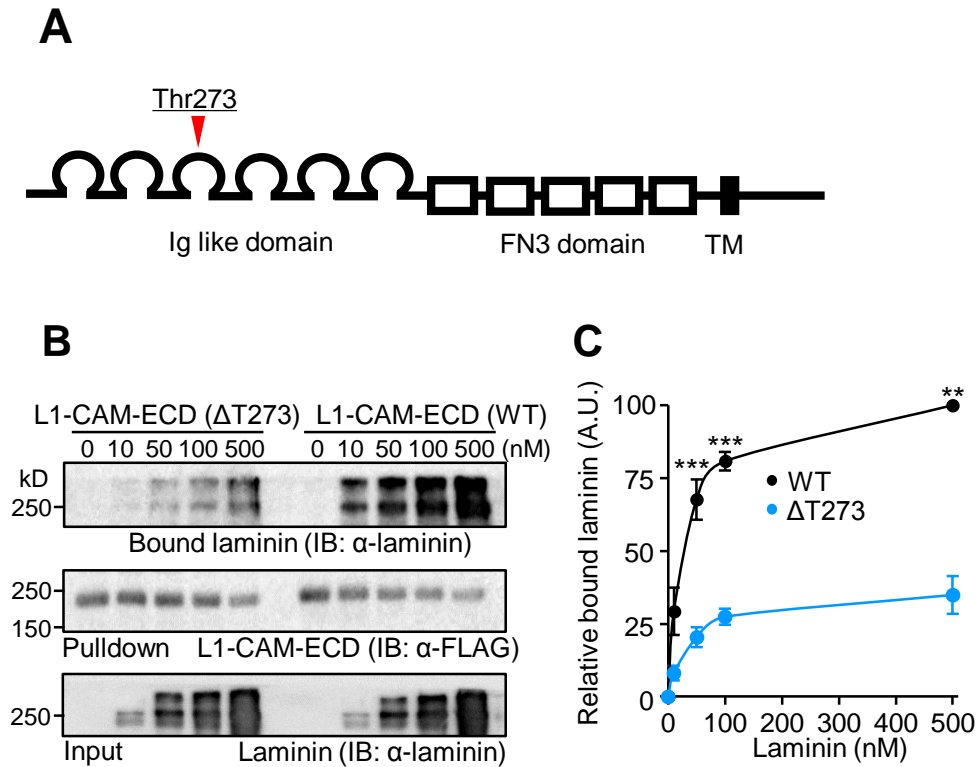 A
Thr273
Ig like domain
FN3 domain
TM
B
L1-CAM-ECD (ΔT273) L1-CAM-ECD (WT)
0 10 50 100 500 0 10 50 100 500 (nM)
kD
250
Bound laminin (IB: α-laminin)
250
150
Pulldown L1-CAM-ECD (IB: α-FLAG)
250
Input Laminin (IB: α-laminin)
C
Relative bound laminin (A.U.)
100
75
50
25
0
***
***
**
WT
ΔT273
0 100 200 300 400 500
Laminin (nM)